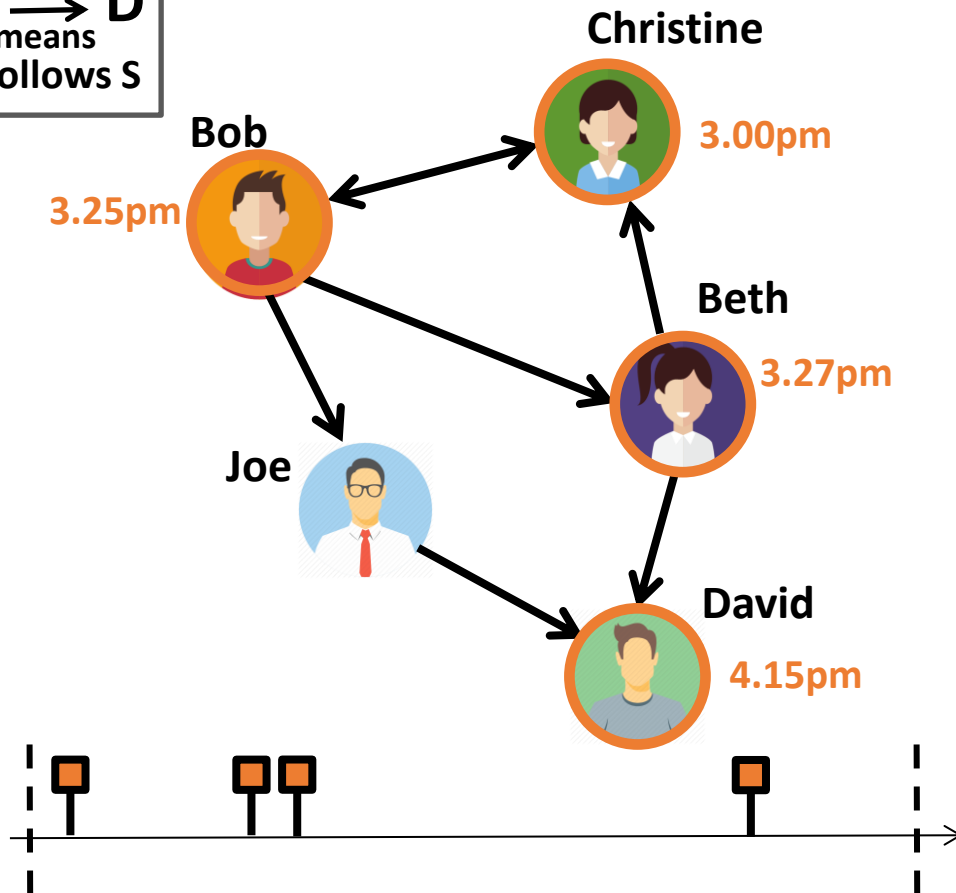 D
means
ollows S
Christine
3.00pm
Bob
3.25pm
Beth
3.27pm
Joe
David
4.15pm